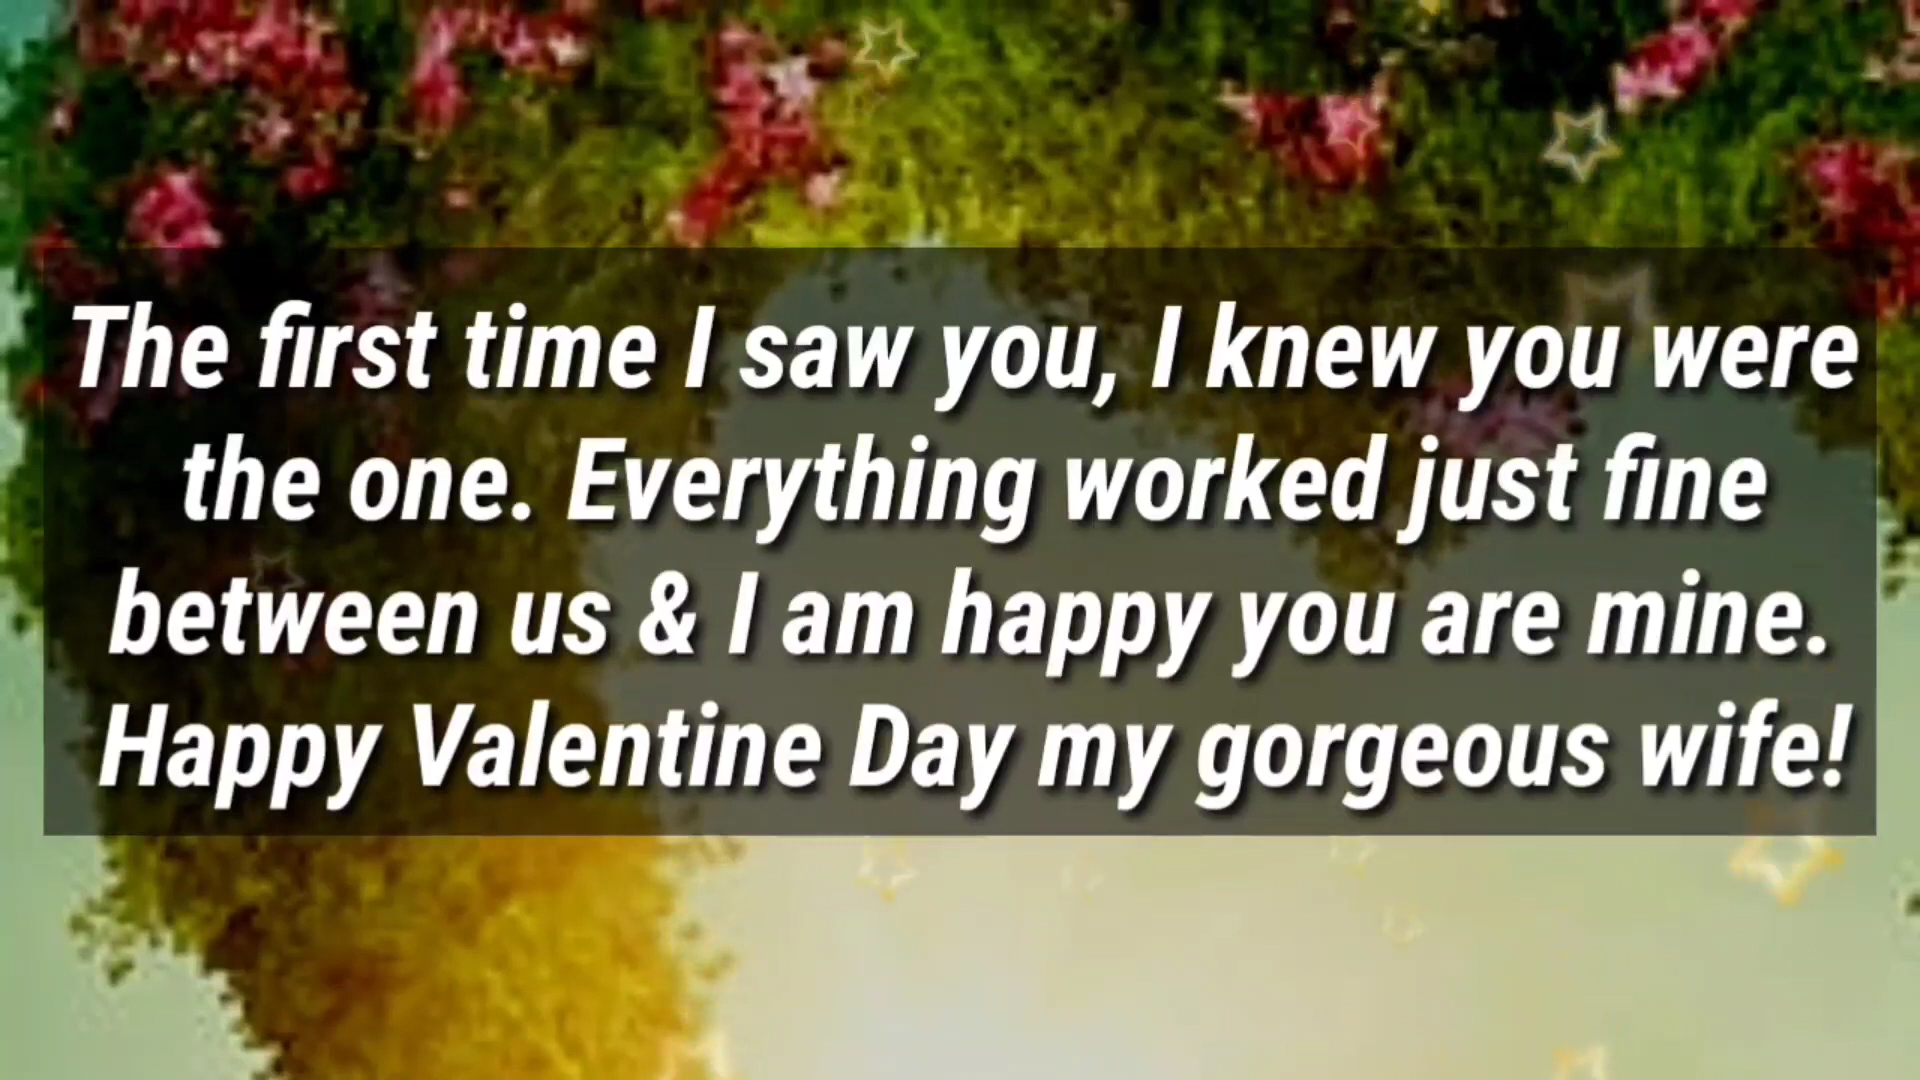 The first time I saw you, I knew you were
the one. Everything worked just fine
between us & I am happy you are mine.
Happy Valentine Day my gorgeous wife!